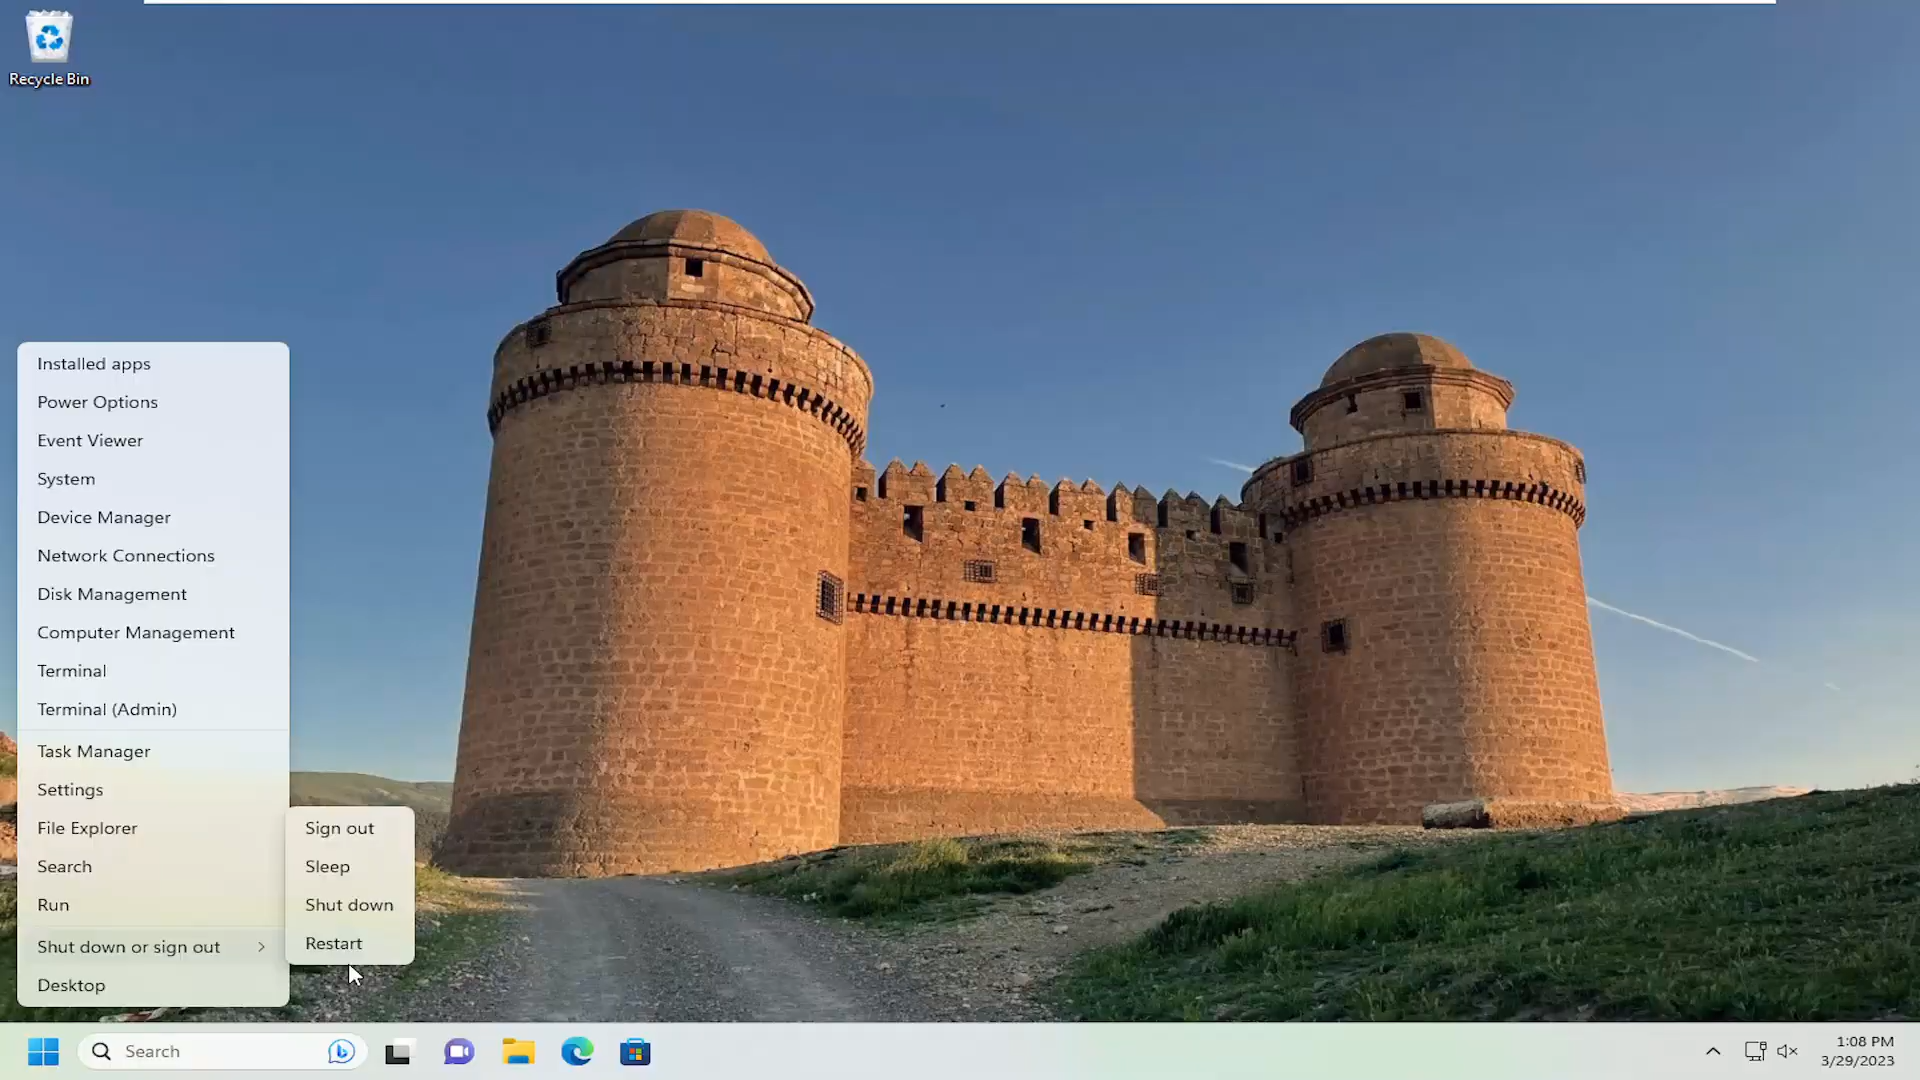 Recycle Bin
Installed apps
Power Options
Event Viewer
System
Device Manager
Network Connections
Disk Management
Computer Management
Terminal
Terminal (Admin)
Task Manager
Settings
File Explorer
Search
Run
Shut down or sign out
Desktop
Sign out
Sleep
Shut down
Restart
Search
1:08 PM
3/29/2023